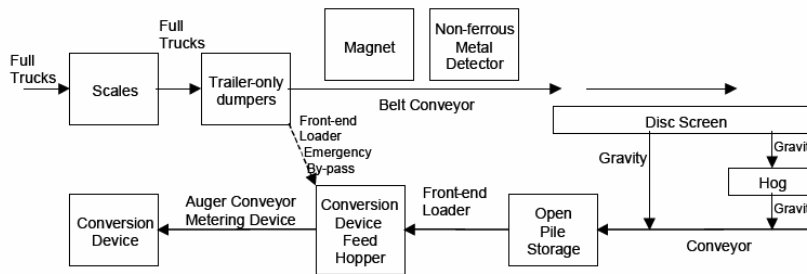 Full
Trucks
Scales
Full
Trucks
Trailer-only
dumpers
Magnet
Non-ferrous
Metal
Detector
Belt Conveyor
Disc Screen
Gravity
Gravit
Hog
Gravit
Conveyor
Open
Pile
Storage
Front-end
Loader
Front-end
Loader
Emergency
By-pass
Conversion
Device
Feed
Hopper
Auger Conveyor
Metering Device
Conversion
Device